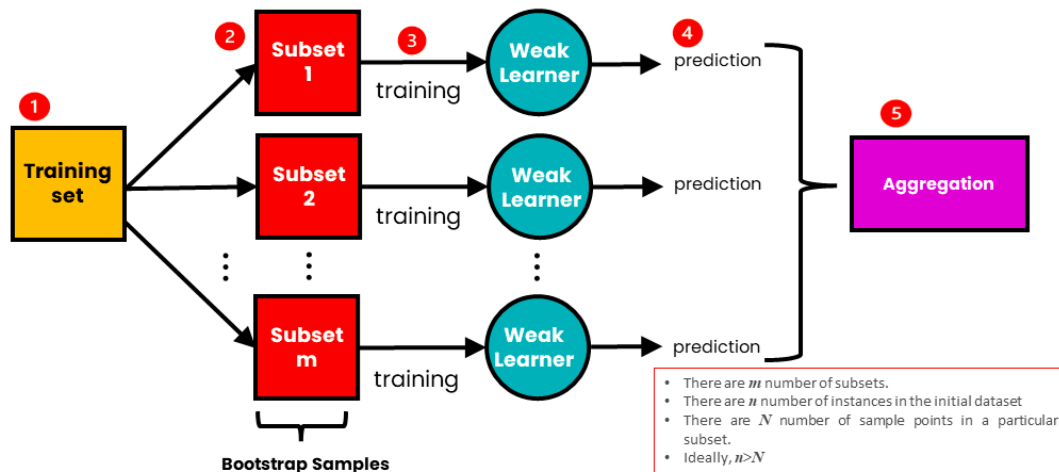 1
Training
set
2
Subset
1
3
training
Weak
Learner
4
prediction
Subset
2
training
Weak
Learner
prediction
Subset
m
training
Weak
Learner
prediction
5
Aggregation
Bootstrap Samples
• There are m number of subsets.
• There are n number of instances in the initial dataset
• There are N number of sample points in a particular
subset.
• Ideally, n>N